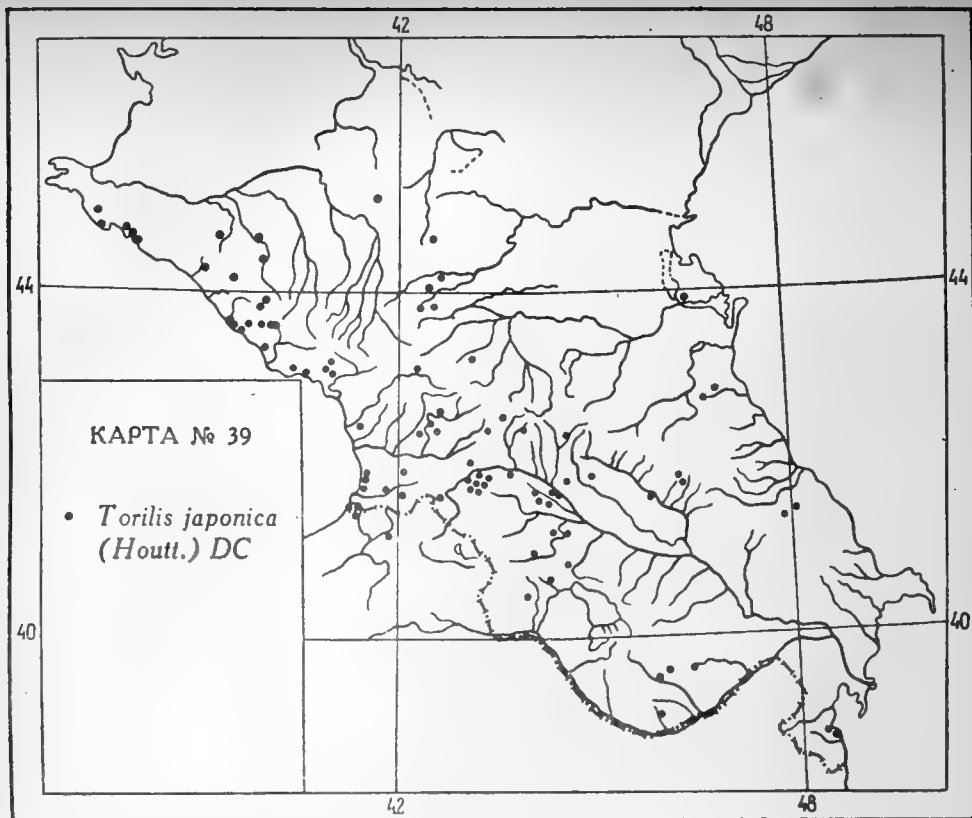 42 48
44 44
КАРТА № 39
• Torilis japonica
(Houtt.) DC
40 40
42 48